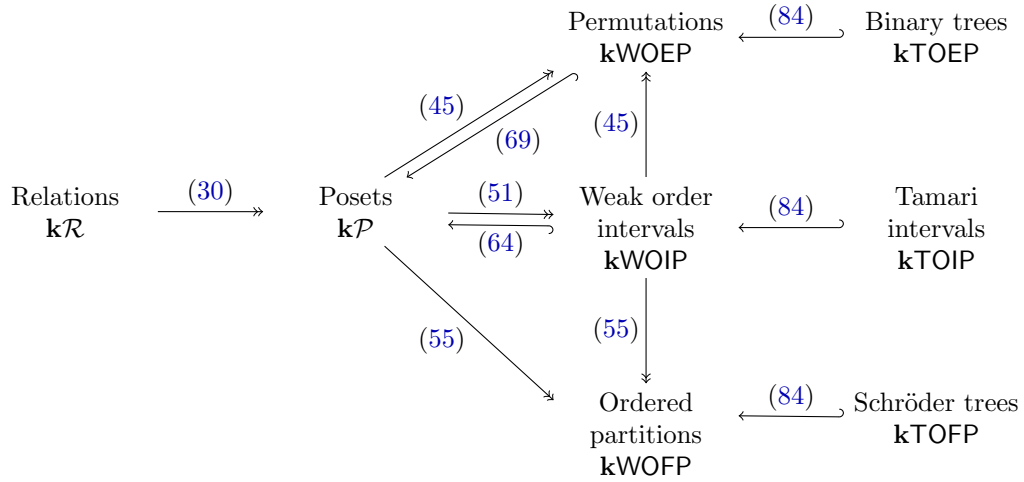 Permutations
kWOEP
(84)
Binary trees
kTOEP
(45)
(69)
(45)
Relations
kℛ
(30)
Posets
k𝒫
(51)
(64)
Weak order
intervals
kWOIP
(84)
Tamari
intervals
kTOIP
(55)
(55)
Ordered
partitions
kWOFP
(84)
Schröder trees
kTOFP